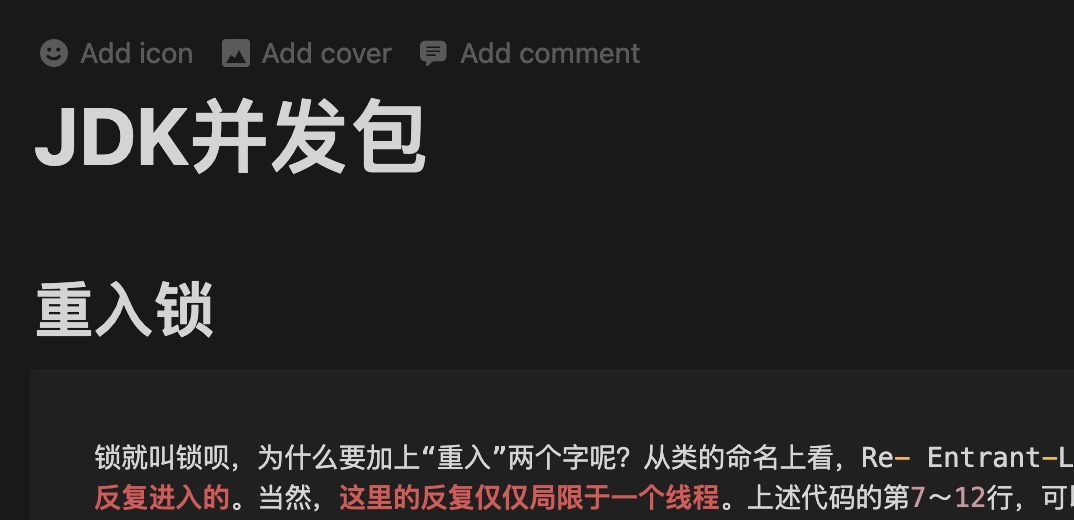 Add icon Add cover Add comment
JDK并发包
重入锁
锁就叫锁呗，为什么要加上“重入”两个字呢？从类的命名上看，Re- Entrant-L
反复进入的。当然，这里的反复仅仅局限于一个线程。上述代码的第7～12行，可